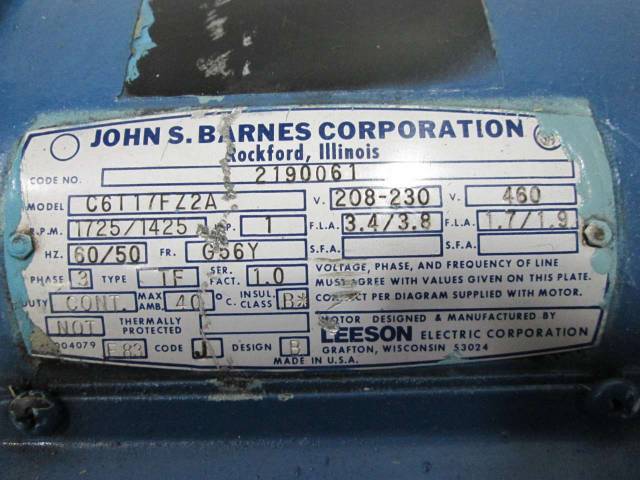 JOHN S. BARNES CORPORATION
Rockford, Illinois
CODE NO. 2190061
MODEL C6T17FZ2A V. 208-230 V. 460
R.P.M. 1725/1425 HP. 1 F.L.A. 3.4/3.8 F.L.A. 1.7/1.9
HZ. 60/50 FR. G56Y S.F.A. S.F.A.
PHASE 3 TYPE TF SER. FACT. 1.0 VOLTAGE, PHASE, AND FREQUENCY OF LINE
MUST AGREE WITH VALUES GIVEN ON THIS PLATE.
DUTY CONT. MAX AMB. 40 °C. INSUL. CLASS B* CONNECT PER DIAGRAM SUPPLIED WITH MOTOR.
NOT THERMALLY PROTECTED MOTOR DESIGNED & MANUFACTURED BY
LEESON ELECTRIC CORPORATION
004079 E83 CODE J DESIGN B GRAFTON, WISCONSIN 53024
MADE IN U.S.A.